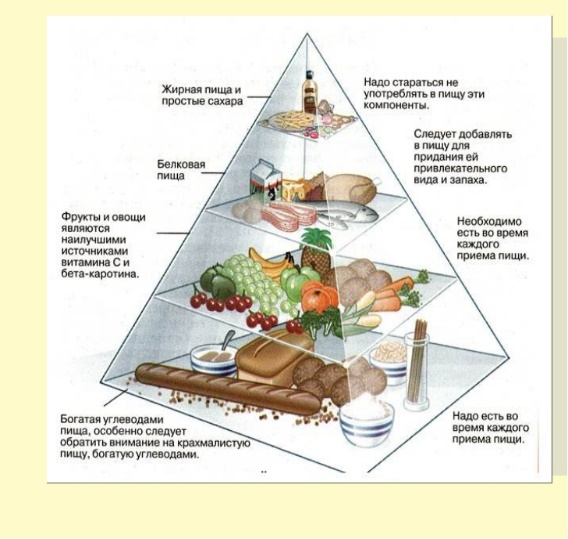 Жирная пища и
простые сахара
Надо стараться не
употреблять в пищу эти
компоненты.
Белковая
пища
Следует добавлять
в пищу для
придания ей
привлекательного
вида и запаха.
Фрукты и овощи
являются
наилучшими
источниками
витамина С и
бета-каротина.
Необходимо
есть во время
каждого
приема пищи.
Богатая углеводами
пища, особенно следует
обратить внимание на крахмалистую
пищу, богатую углеводами.
Надо есть во
время каждого
приема пищи.